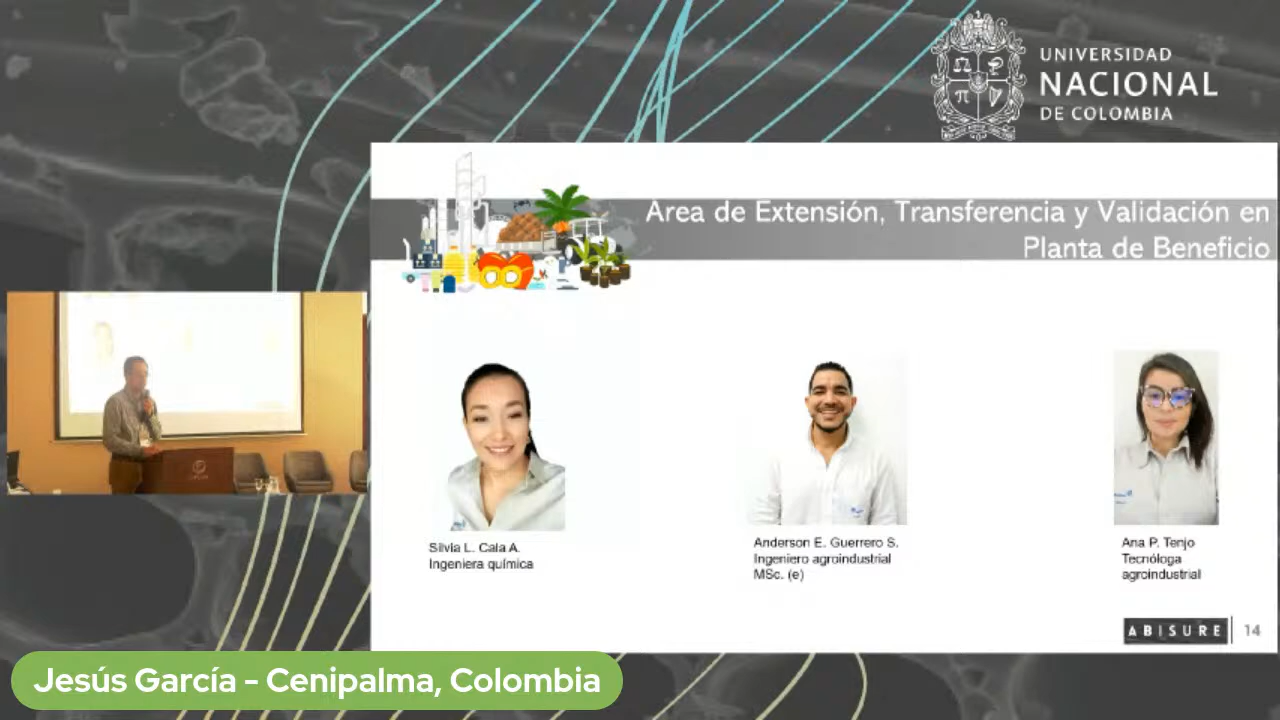 UNIVERSIDAD
NACIONAL
DE COLOMBIA
Area de Extensión, Transferencia y Validación en
Planta de Beneficio
Silvia L. Cala A.
Ingeniera química
Anderson E. Guerrero S.
Ingeniero agroindustrial
MSc. (e)
Ana P. Tenjo
Tecnóloga
agroindustrial
ABISURE 14
Jesús García - Cenipalma, Colombia